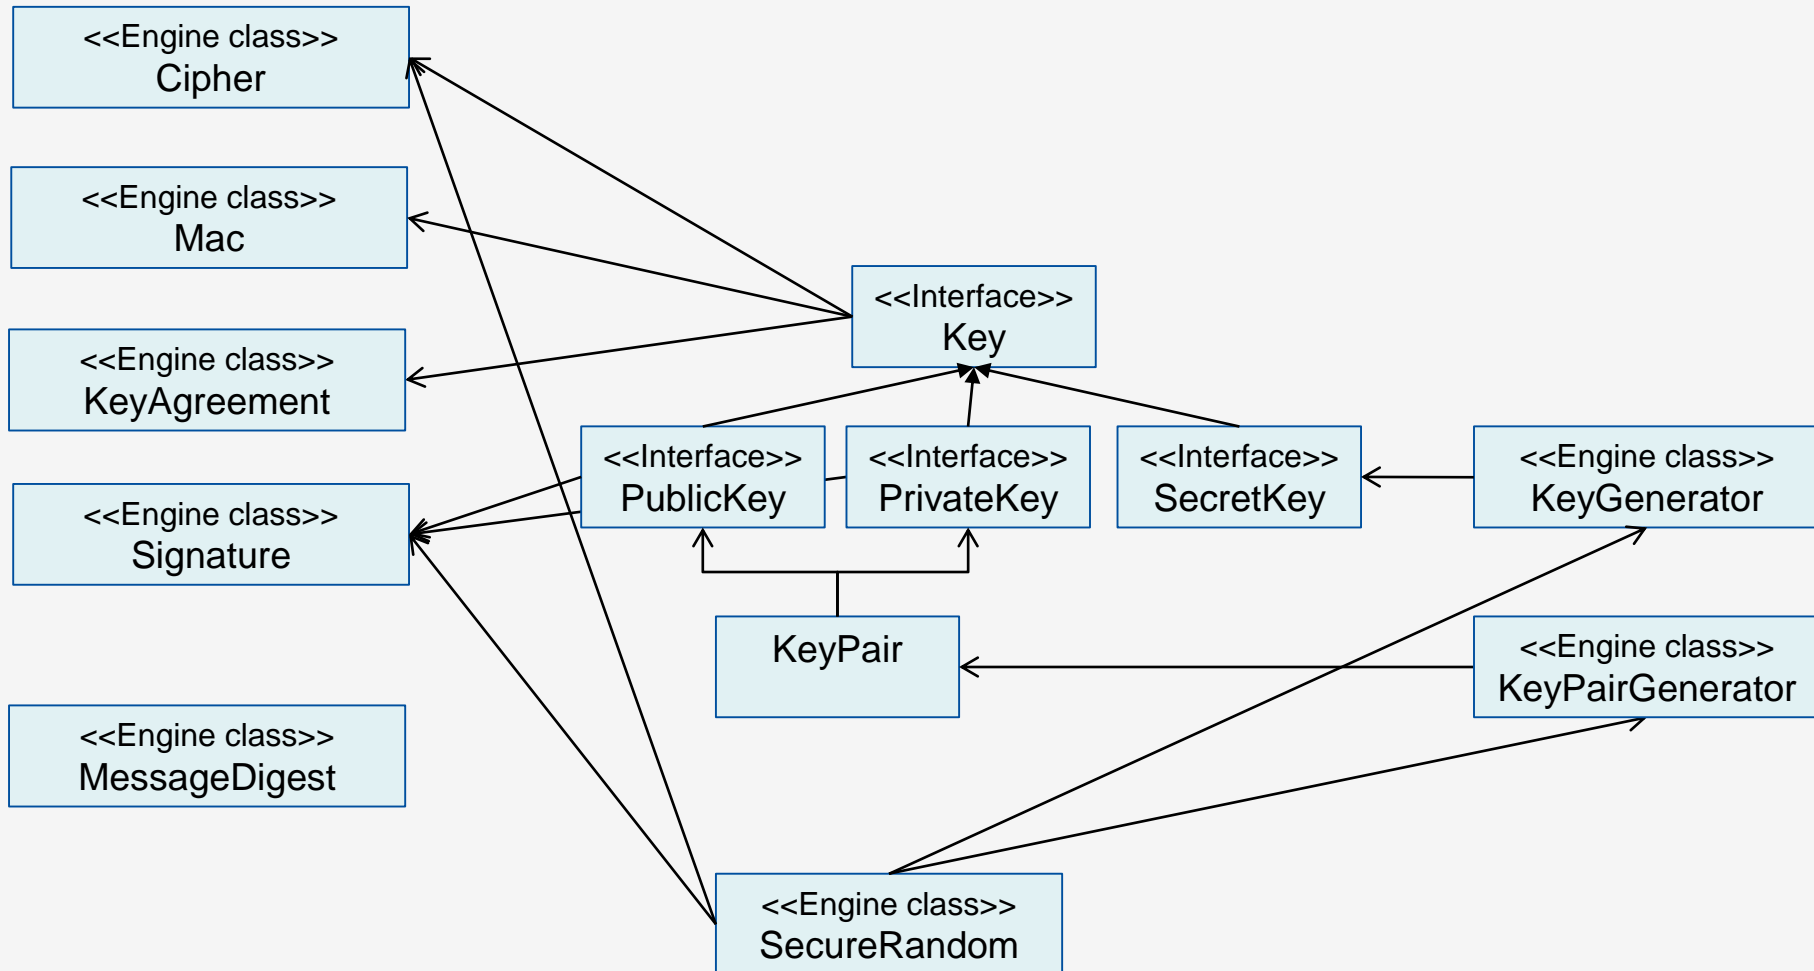 <<Engine class>>
Cipher
<<Engine class>>
Mac
<<Engine class>>
KeyAgreement
<<Engine class>>
Signature
<<Engine class>>
MessageDigest
<<Interface>>
Key
<<Interface>>
PublicKey
<<Interface>>
PrivateKey
<<Interface>>
SecretKey
<<Engine class>>
KeyGenerator
KeyPair
<<Engine class>>
KeyPairGenerator
<<Engine class>>
SecureRandom